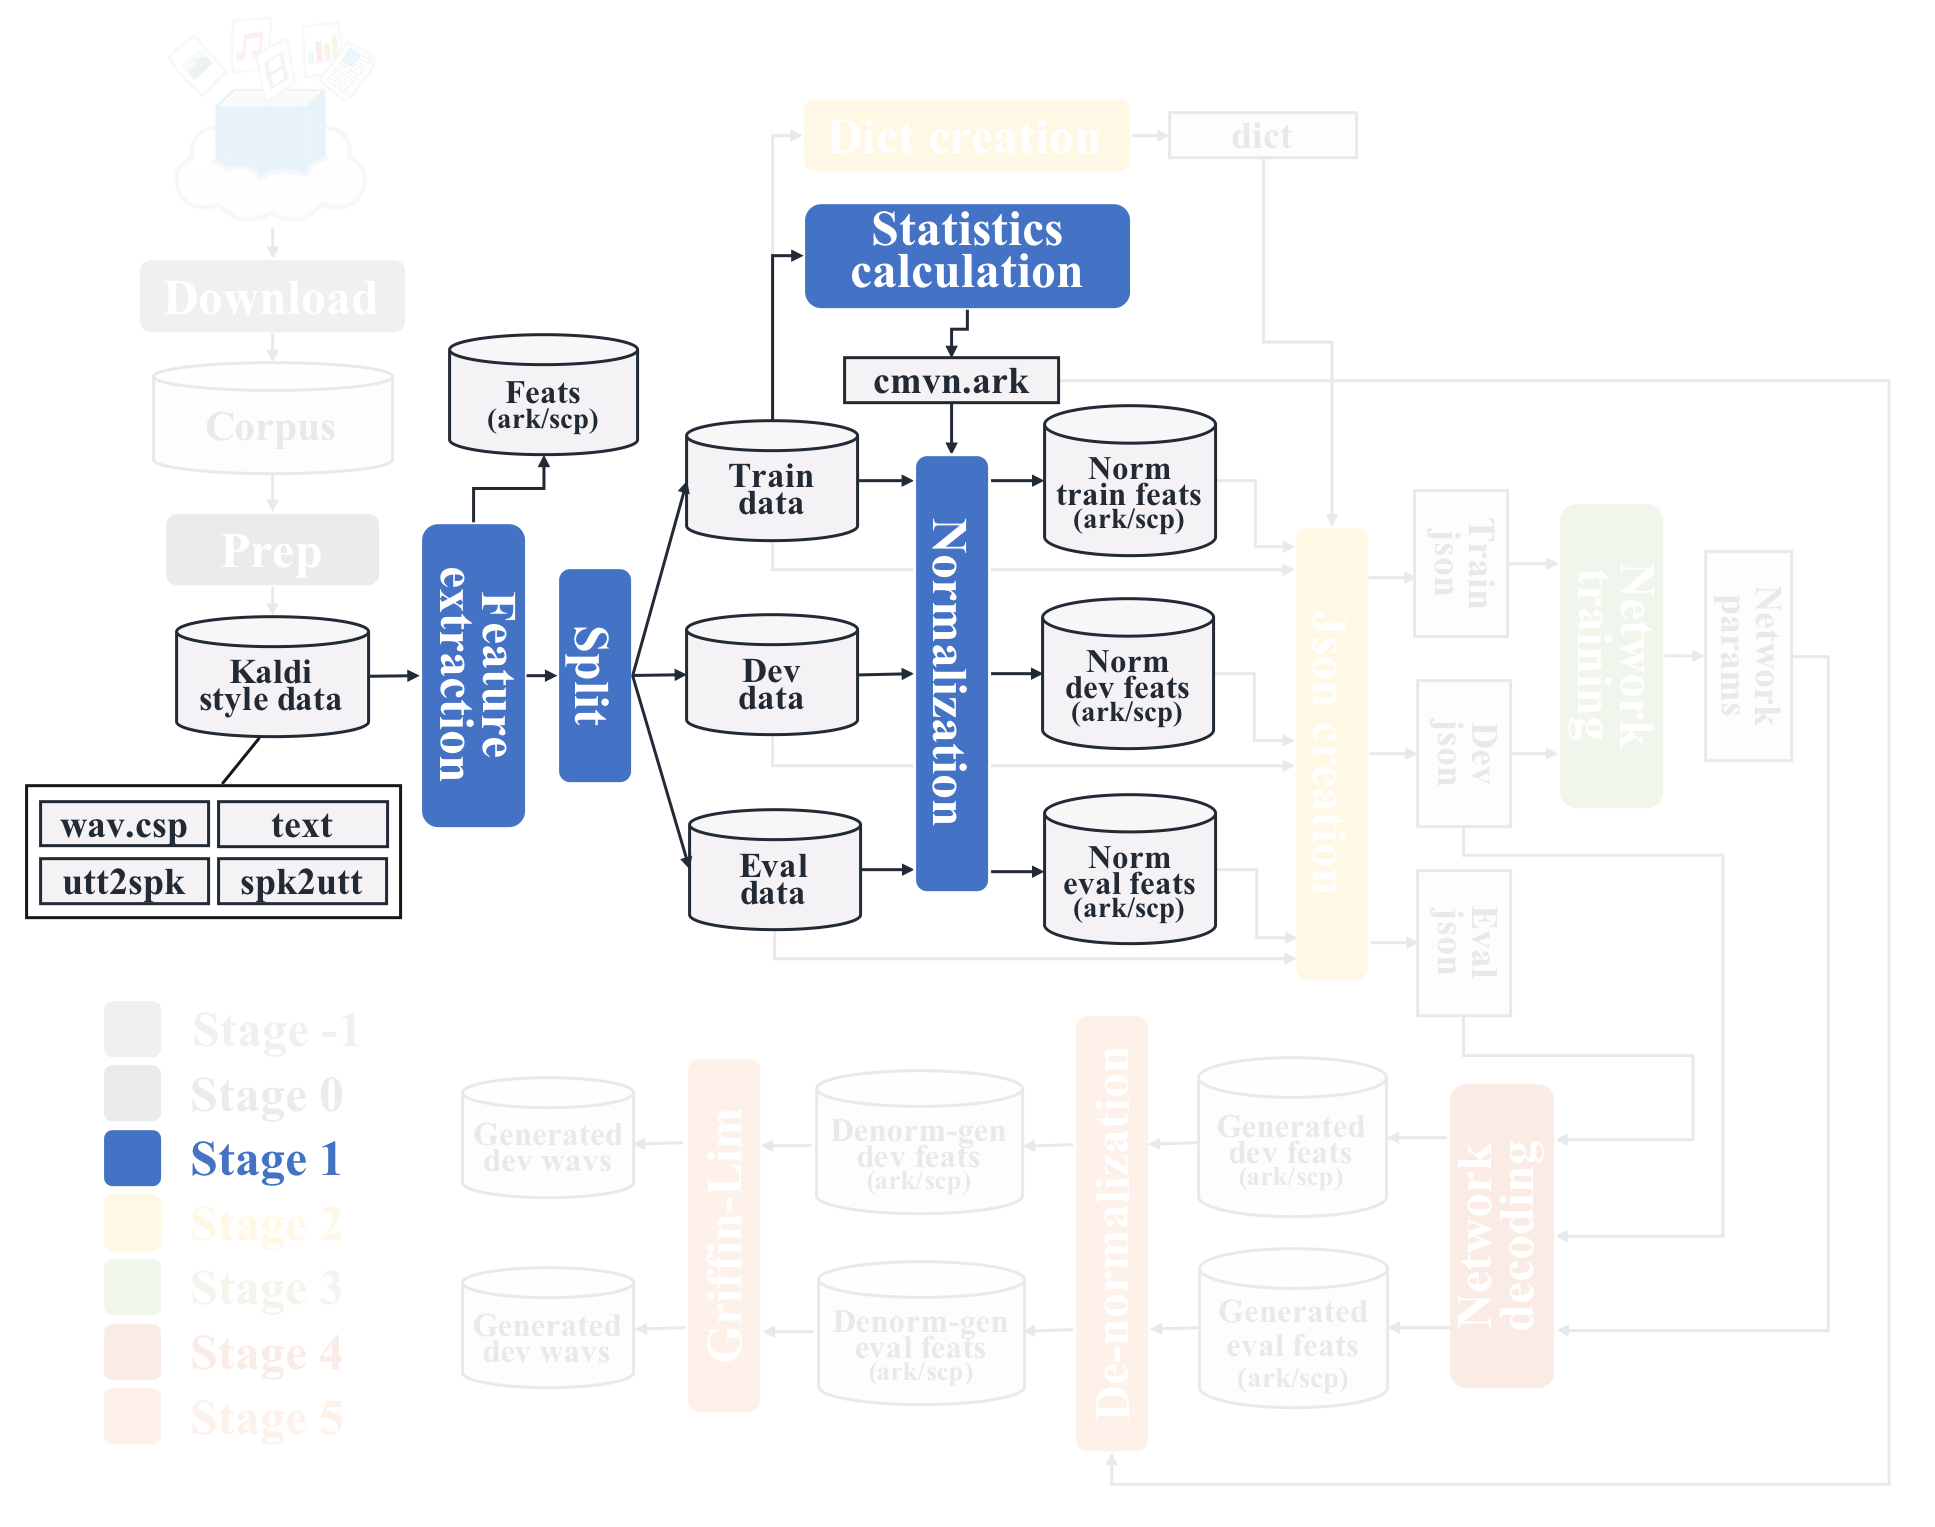 Dict creation
dict
Statistics
calculation
Download
cmvn.ark
Feats
(ark/scp)
Corpus
Train
data
Norm
train feats
(ark/scp)
Prep
Kaldi
style data
Feature
extraction
Split
Dev
data
Normalization
Norm
dev feats
(ark/scp)
Json creation
Train
json
Dev
json
Eval
json
Network
training
Network
params
wav.csp
text
utt2spk
spk2utt
Eval
data
Norm
eval feats
(ark/scp)
Stage -1
Stage 0
Stage 1
Stage 2
Stage 3
Stage 4
Stage 5
Generated
dev wavs
Generated
dev wavs
Griffin-Lim
Denorm-gen
dev feats
(ark/scp)
Denorm-gen
eval feats
(ark/scp)
De-normalization
Generated
dev feats
(ark/scp)
Generated
eval feats
(ark/scp)
Network
decoding